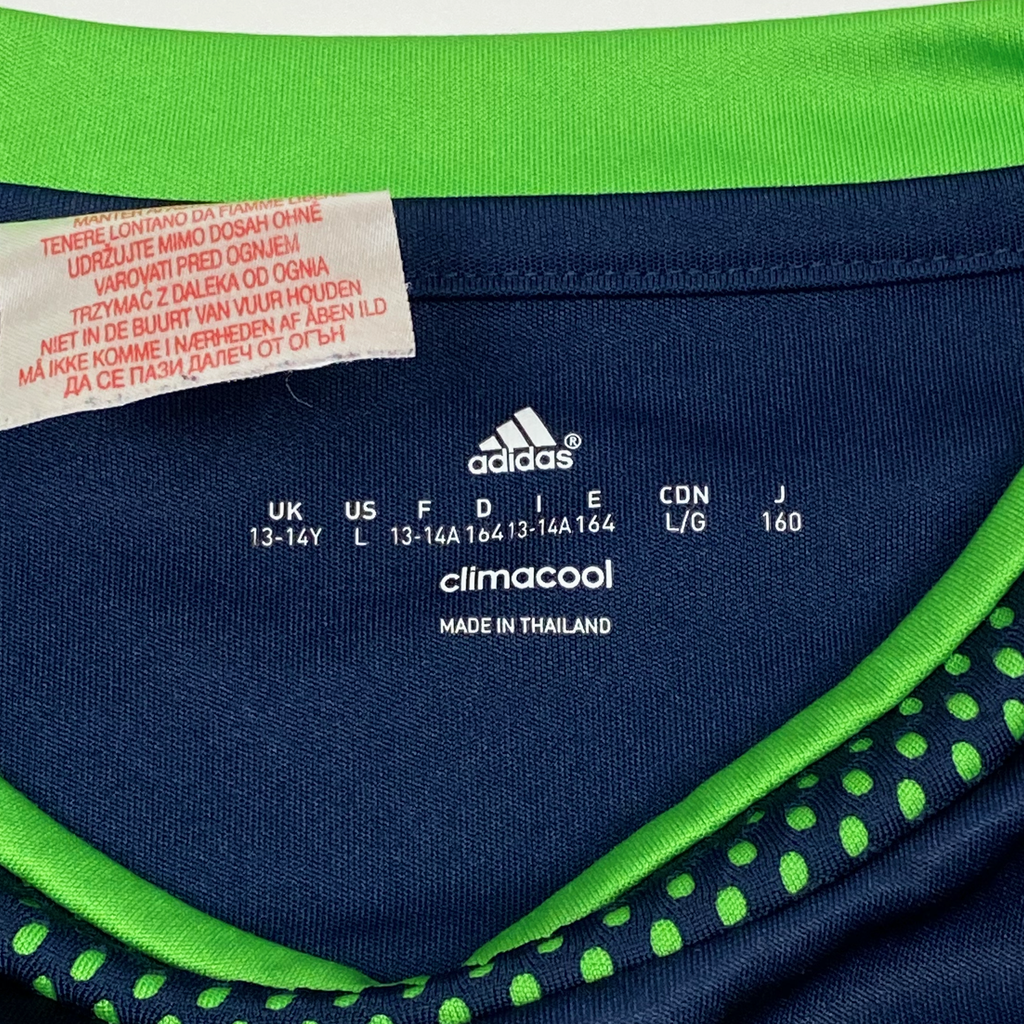 MANTER
TENERE LONTANO DA FIAMME
UDRŽUJTE MIMO DOSAH OHNE
VAROVATI PRED OGNJEM
TRZYMAĆ Z DALEKA OD OGNIA
NIET IN DE BUURT VAN VUUR HOUDEN
MÅ IKKE KOMME I NÆRHEDEN AF ÅBEN ILD
ДА СЕ ПАЗИ ДАЛЕЧ ОТ ОГЪН
adidas®
UK US F D I E CDN J
13-14Y L 13-14A 164 13-14A 164 L/G 160
climacool
MADE IN THAILAND